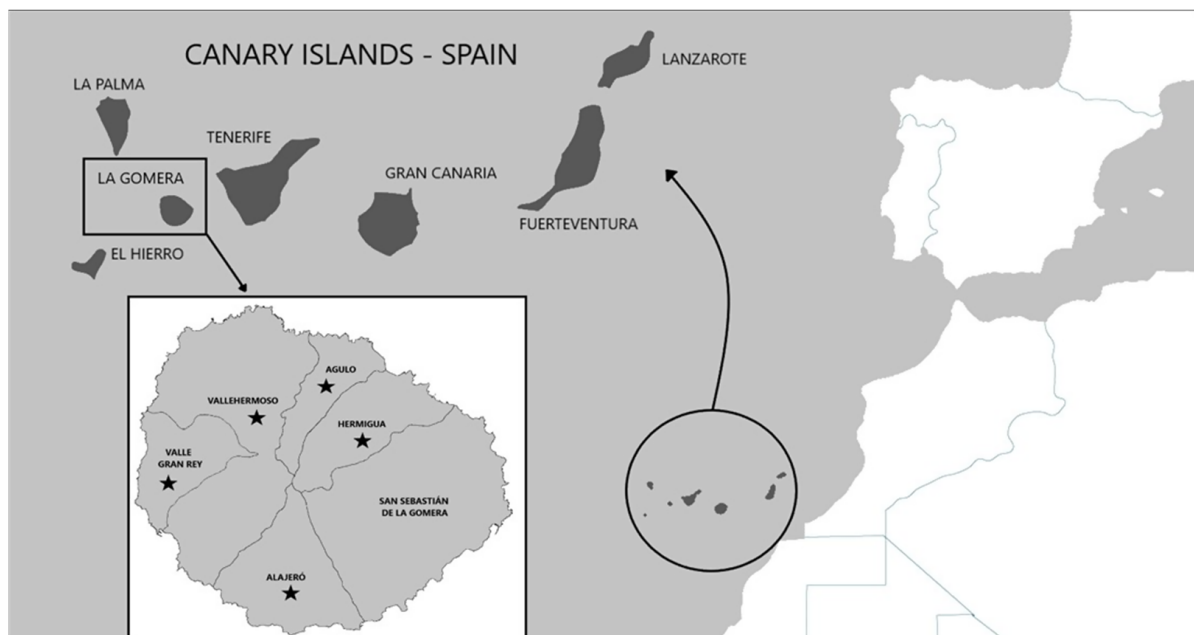 CANARY ISLANDS - SPAIN
LANZAROTE
LA PALMA
TENERIFE
GRAN CANARIA
LA GOMERA
FUERTEVENTURA
EL HIERRO
AGULO
VALLEHERMOSO
HERMIGUA
VALLE
GRAN REY
SAN SEBASTIÁN
DE LA GOMERA
ALAJERÓ